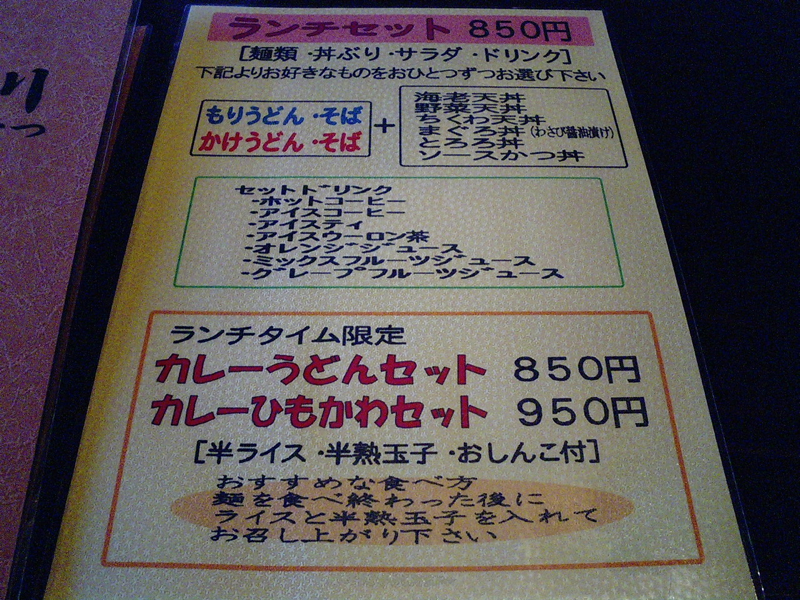 ランチセット 850円
[麺類・丼ぶり・サラダ・ドリンク]
下記よりお好きなものをおひとつずつお選び下さい
もりうどん・そば
かけうどん・そば
+
海老天丼
野菜天丼
ちくわ天丼
まぐろ丼(わさび醤油漬け)
とろろ丼
ソースかつ丼
セットドリンク
・ホットコーヒー
・アイスコーヒー
・アイスティ
・アイスウーロン茶
・オレンジジュース
・ミックスフルーツジュース
・グレープフルーツジュース
ランチタイム限定
カレーうどんセット 850円
カレーひもかわセット 950円
[半ライス・半熟玉子・おしんこ付]
おすすめな食べ方
麺を食べ終わった後に
ライスと半熟玉子を入れて
お召し上がり下さい